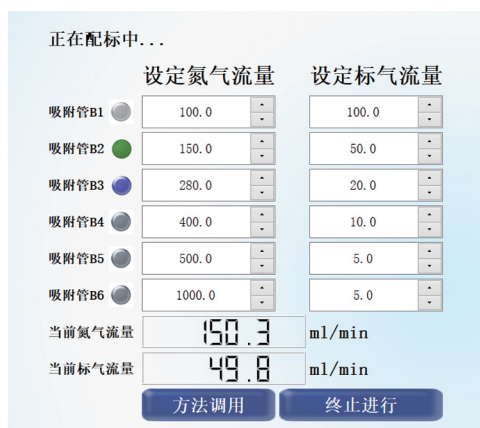 正在配标中...
设定氮气流量 设定标气流量
吸附管B1 100.0 100.0
吸附管B2 150.0 50.0
吸附管B3 280.0 20.0
吸附管B4 400.0 10.0
吸附管B5 500.0 5.0
吸附管B6 1000.0 5.0
当前氮气流量 150.3 ml/min
当前标气流量 49.8 ml/min
方法调用 终止进行